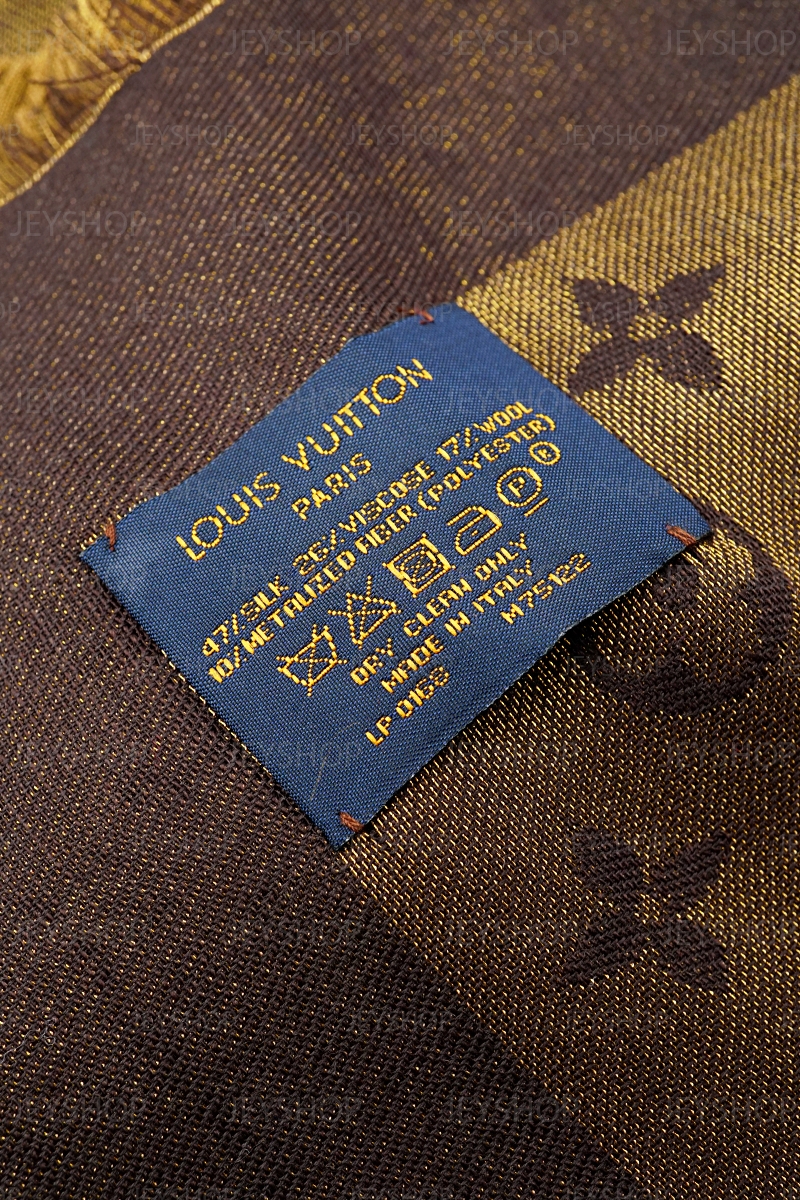 LOUIS VUITTON
PARIS
47% SILK 26% VISCOSE 17% WOOL
10% METALIZED FIBER (POLYESTER)
P
DRY CLEAN ONLY
MADE IN ITALY
LP 0168 M75122
JEYSHOP